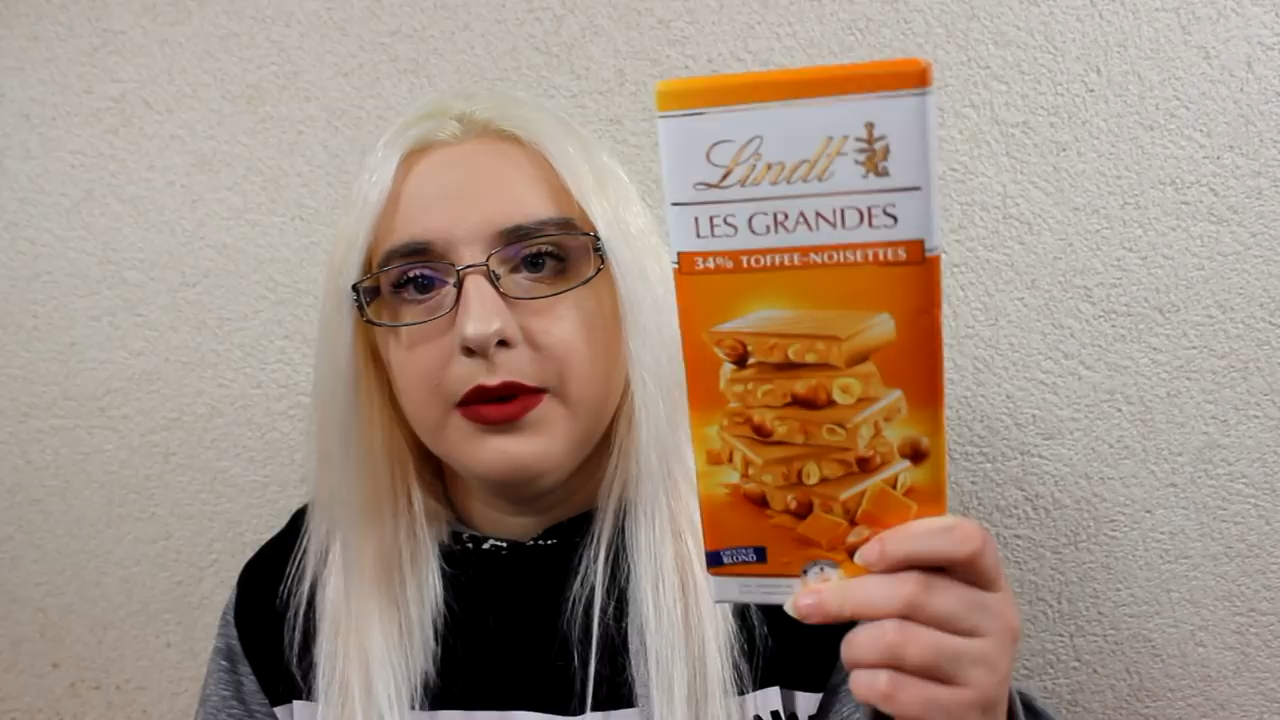 Lindt
LES GRANDES
34% TOFFEE-NOISETTES
CHOCOLAT
BLOND